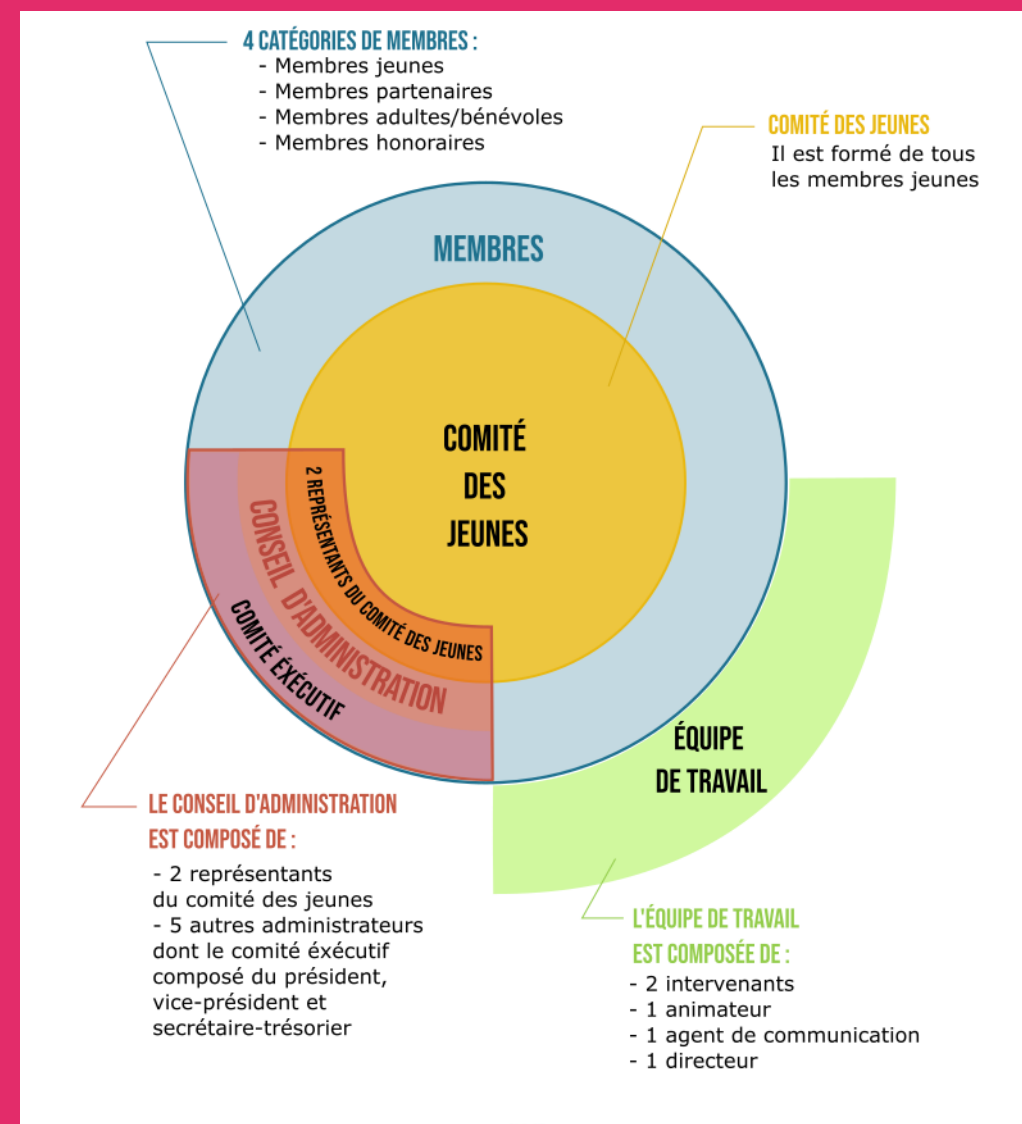 4 CATÉGORIES DE MEMBRES :
- Membres jeunes
- Membres partenaires
- Membres adultes/bénévoles
- Membres honoraires
COMITÉ DES JEUNES
Il est formé de tous
les membres jeunes
MEMBRES
COMITÉ
DES
JEUNES
2 REPRÉSENTANTS DU COMITÉ DES JEUNES
CONSEIL D'ADMINISTRATION
COMITE ÉXÉCUTIF
ÉQUIPE
DE TRAVAIL
LE CONSEIL D'ADMINISTRATION
EST COMPOSÉ DE :
- 2 représentants
du comité des jeunes
- 5 autres administrateurs
dont le comité éxécutif
composé du président,
vice-président et
secrétaire-trésorier
L'ÉQUIPE DE TRAVAIL
EST COMPOSÉE DE :
- 2 intervenants
- 1 animateur
- 1 agent de communication
- 1 directeur